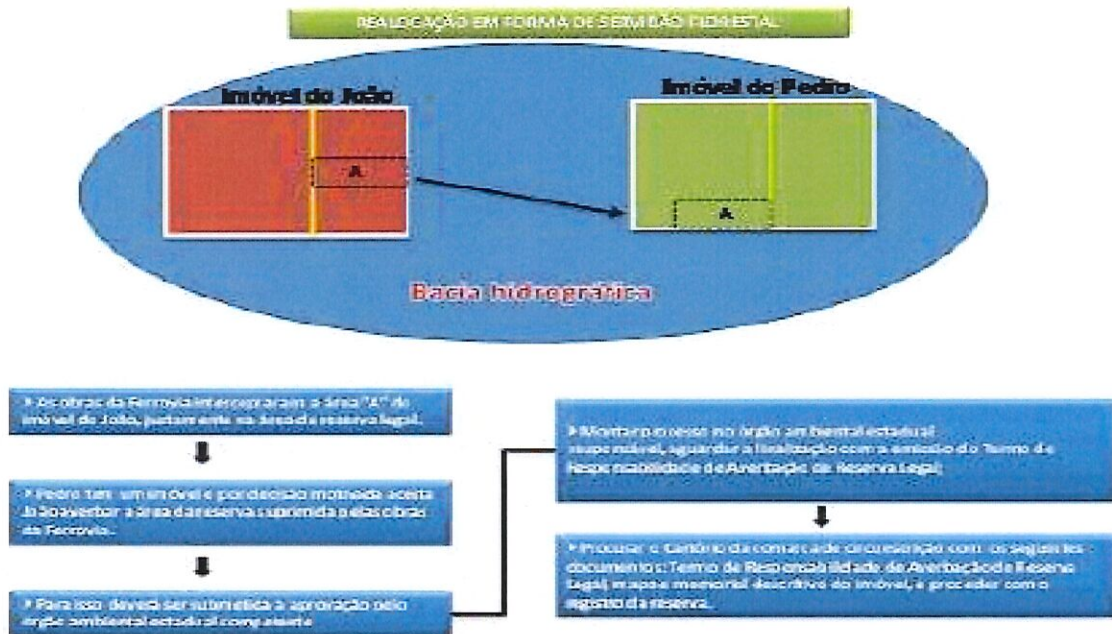 REALOCAÇÃO EM FORMA DE SERVIDÃO FLORESTAL
Imóvel do João
Imóvel do Pedro
A
A
Bacia hidrográfica
➤ As obras da Ferrovia interceptaram a área "A" do
imóvel do João, justamente na área de reserva legal.
➤ Pedro tem um imóvel e por decisão motivada aceita
João averbar a área da reserva suprimida pelas obras
da Ferrovia.
➤ Para isso deverá ser submetida a aprovação pelo
órgão ambiental estadual competente
➤ Montar processo no órgão ambiental estadual
responsável, aguardar a finalização com a emissão do Termo de
Responsabilidade de Averbação de Reserva Legal;
➤ Procurar o Cartório da comarca de circunscrição com os seguintes
documentos: Termo de Responsabilidade de Averbação de Reserva
Legal, mapa e memorial descritivo do imóvel, e proceder com o
registro da reserva.